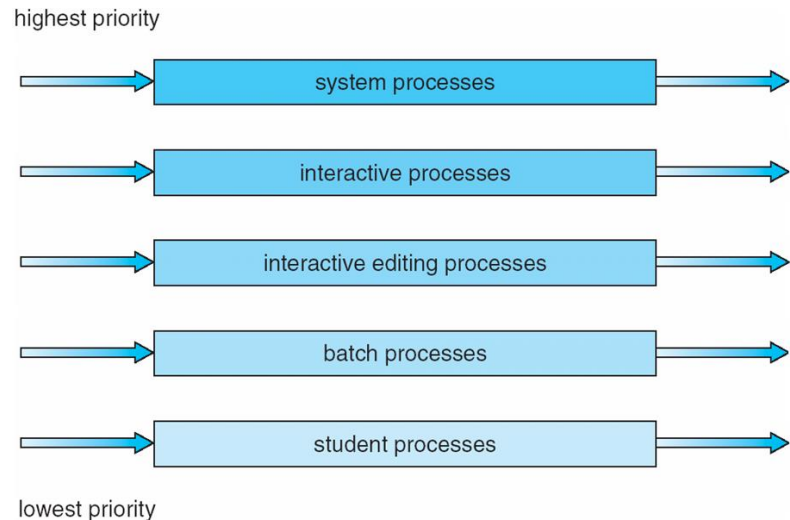 highest priority
system processes
interactive processes
interactive editing processes
batch processes
student processes
lowest priority